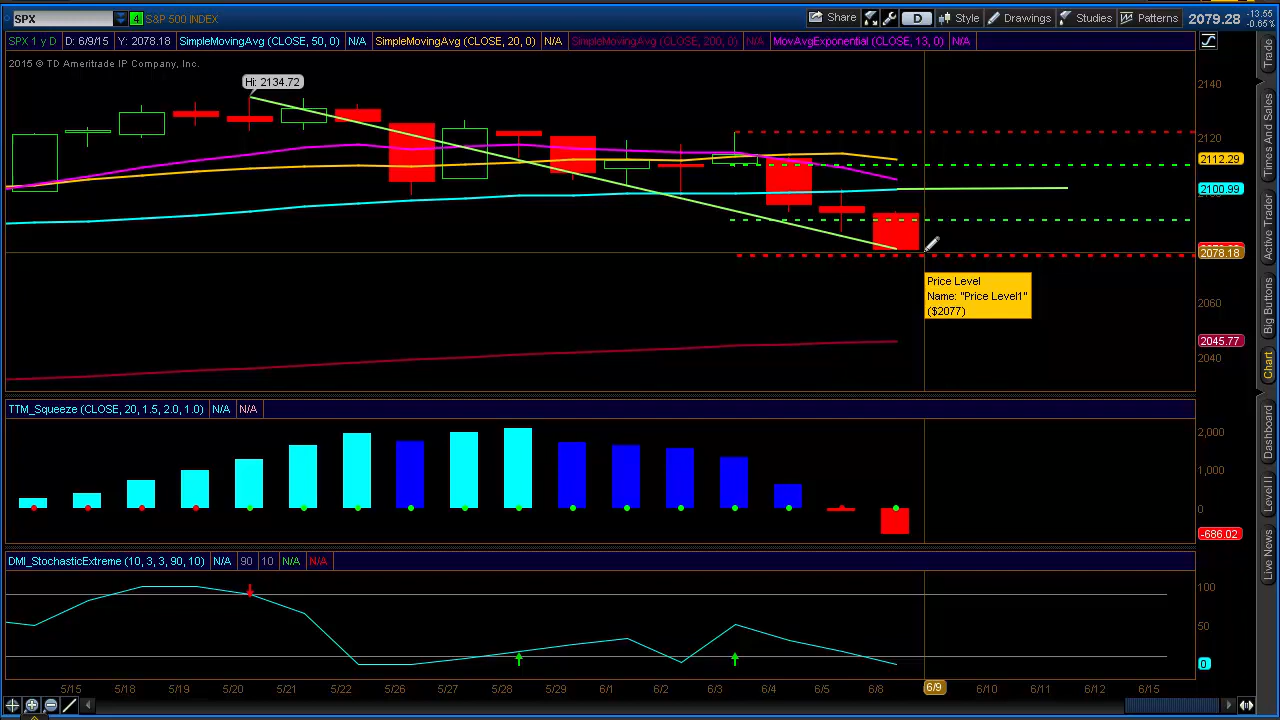 SPX 4 S&P 500 INDEX Share D Style Drawings Studies Patterns 2079.28 -13.55 -0.65%
SPX 1 y D D: 6/9/15 Y: 2078.18 SimpleMovingAvg (CLOSE, 50, 0) N/A SimpleMovingAvg (CLOSE, 20, 0) N/A SimpleMovingAvg (CLOSE, 200, 0) N/A MovAvgExponential (CLOSE, 13, 0) N/A
2015 © TD Ameritrade IP Company, Inc.
Hi: 2134.72
2140
2120
2112.29
2100.99
2078.18
Price Level
Name: "Price Level1"
($2077)
2060
2045.77
2040
TTM_Squeeze (CLOSE, 20, 1.5, 2.0, 1.0) N/A N/A
2,000
1,000
0
-686.02
DMI_StochasticExtreme (10, 3, 3, 90, 10) N/A 90 10 N/A N/A
100
50
0
5/15 5/18 5/19 5/20 5/21 5/22 5/26 5/27 5/28 5/29 6/1 6/2 6/3 6/4 6/5 6/8 6/9 6/10 6/11 6/12 6/15
Trade
Times And Sales
Active Trader
Big Buttons
Chart
Dashboard
Level II
Live News